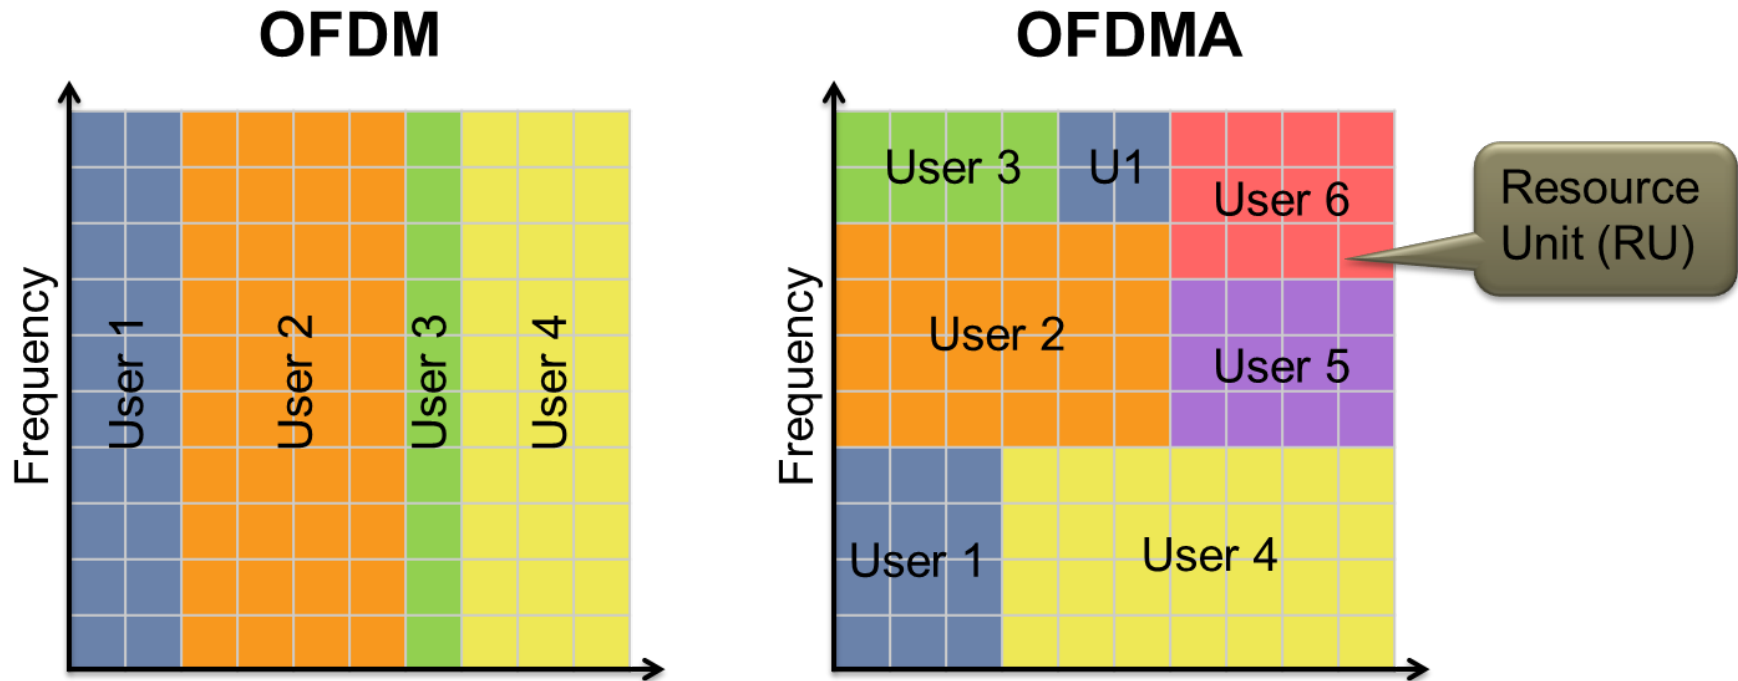 OFDM
Frequency
User 1
User 2
User 3
User 4
OFDMA
Frequency
User 3
U1
User 6
User 2
User 5
User 1
User 4
Resource
Unit (RU)